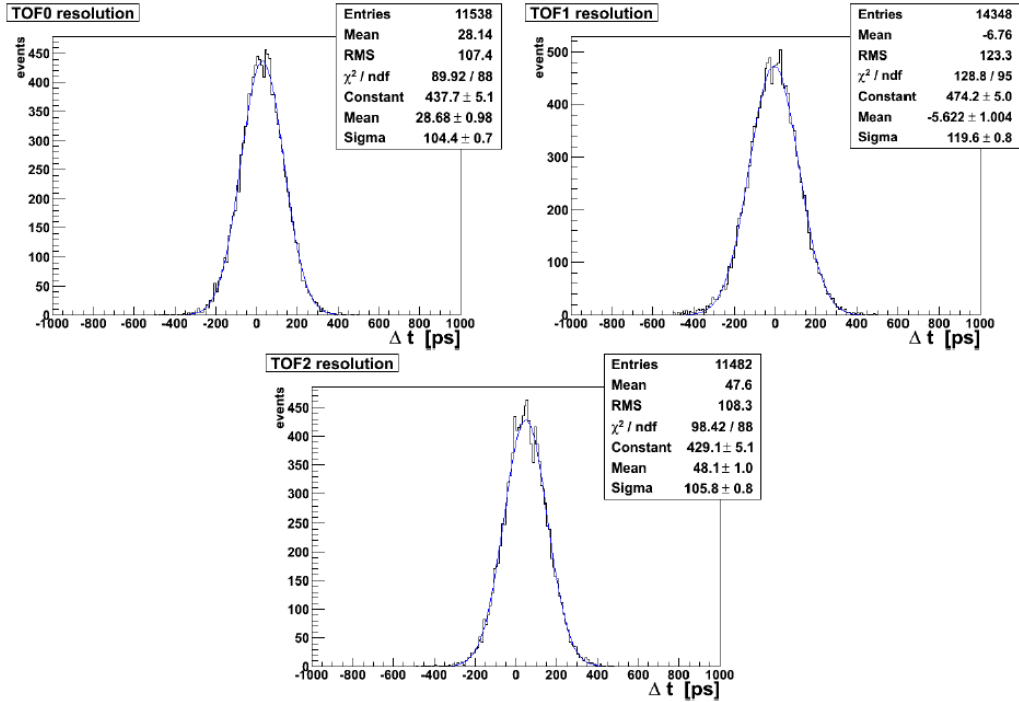 TOF0 resolution
events
Entries 11538
Mean 28.14
RMS 107.4
χ² / ndf 89.92 / 88
Constant 437.7 ± 5.1
Mean 28.68 ± 0.98
Sigma 104.4 ± 0.7
450
400
350
300
250
200
150
100
50
0
-1000 -800 -600 -400 -200 0 200 400 600 800 1000
Δ t [ps]
TOF1 resolution
events
Entries 14348
Mean -6.76
RMS 123.3
χ² / ndf 128.8 / 95
Constant 474.2 ± 5.0
Mean -5.622 ± 1.004
Sigma 119.6 ± 0.8
500
400
300
200
100
0
-1000 -800 -600 -400 -200 0 200 400 600 800 1000
Δ t [ps]
TOF2 resolution
events
Entries 11482
Mean 47.6
RMS 108.3
χ² / ndf 98.42 / 88
Constant 429.1 ± 5.1
Mean 48.1 ± 1.0
Sigma 105.8 ± 0.8
450
400
350
300
250
200
150
100
50
0
-1000 -800 -600 -400 -200 0 200 400 600 800 1000
Δ t [ps]